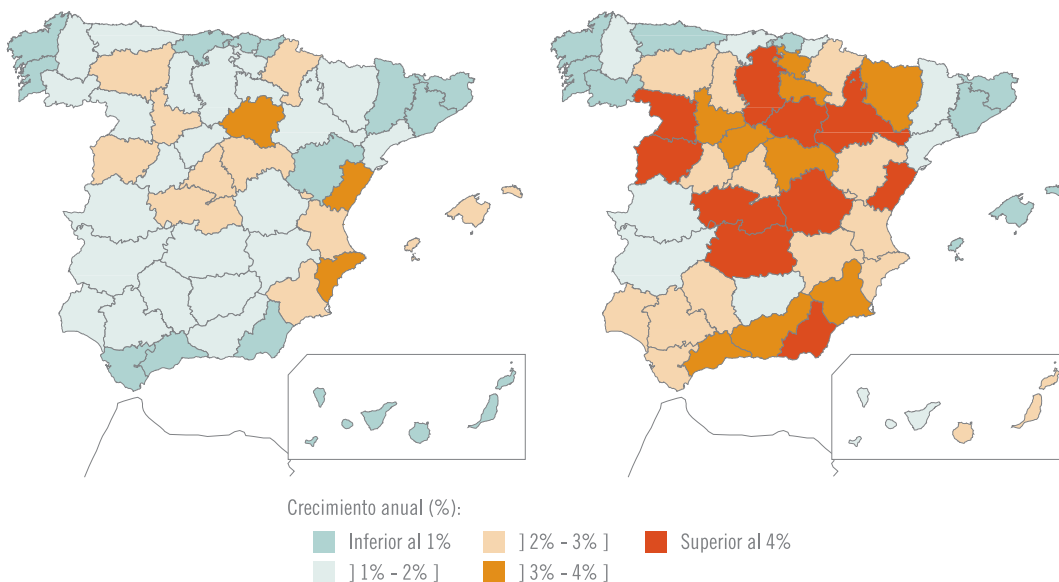 Crecimiento anual (%):
Inferior al 1%
] 2% - 3% ]
Superior al 4%
] 1% - 2% ]
] 3% - 4% ]